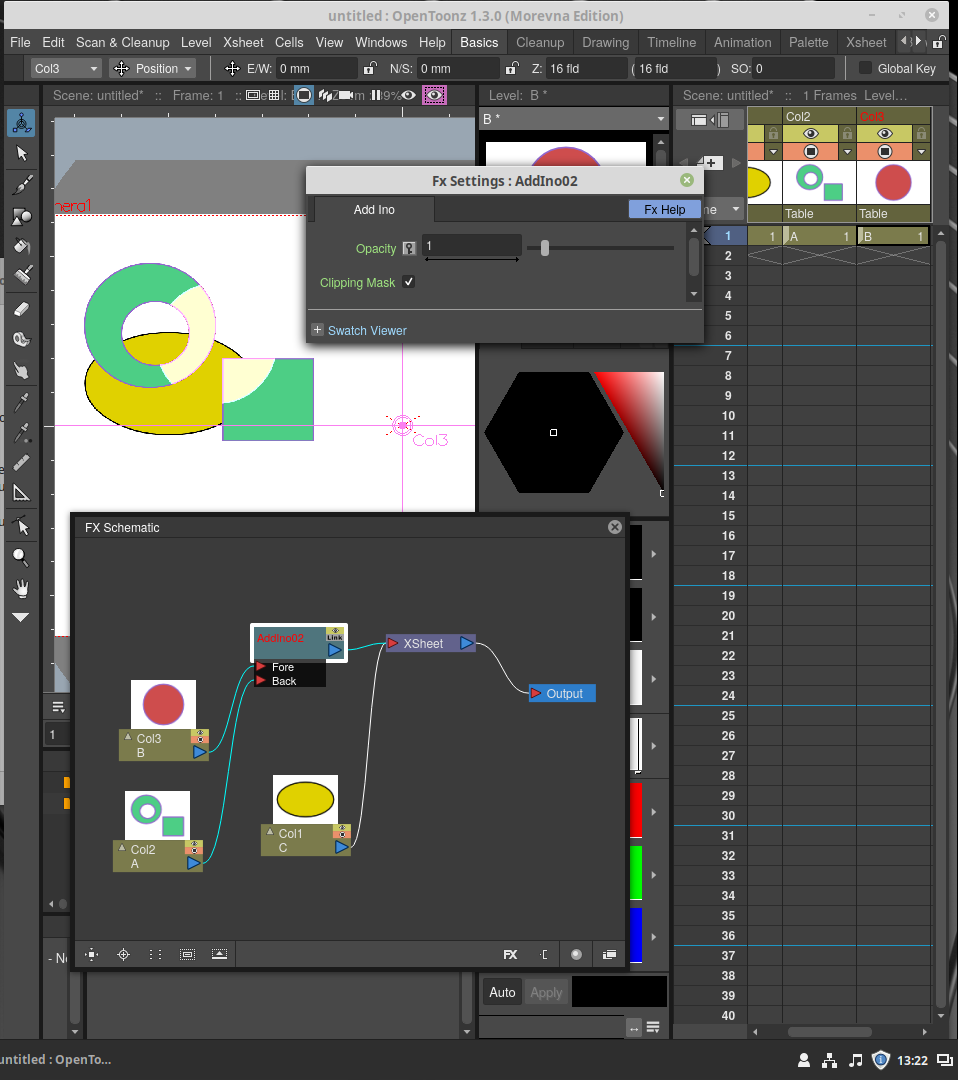 untitled : OpenToonz 1.3.0 (Morevna Edition)
File Edit Scan & Cleanup Level Xsheet Cells View Windows Help Basics Cleanup Drawing Timeline Animation Palette Xsheet
Col3 Position E/W: 0 mm N/S: 0 mm Z: 16 fld ( 16 fld ) SO: 0 Global Key
Scene: untitled* :: Frame: 1 ::
Level: B *
Scene: untitled* :: 1 Frames Level...
B *
Col2 Col3
Table Table
1 1 A 1 B 1
2
3
4
5
6
7
8
9
10
11
12
13
14
15
16
17
18
19
20
21
22
23
24
25
26
27
28
29
30
31
32
33
34
35
36
37
38
39
40
Fx Settings : AddIno02
Add Ino
Fx Help
Opacity 1
Clipping Mask
+ Swatch Viewer
Col3
1
FX Schematic
AddIno02
Link
Fore
Back
XSheet
Output
Col3
B
Col2
A
Col1
C
FX
Auto Apply
untitled : OpenTo...
13:22